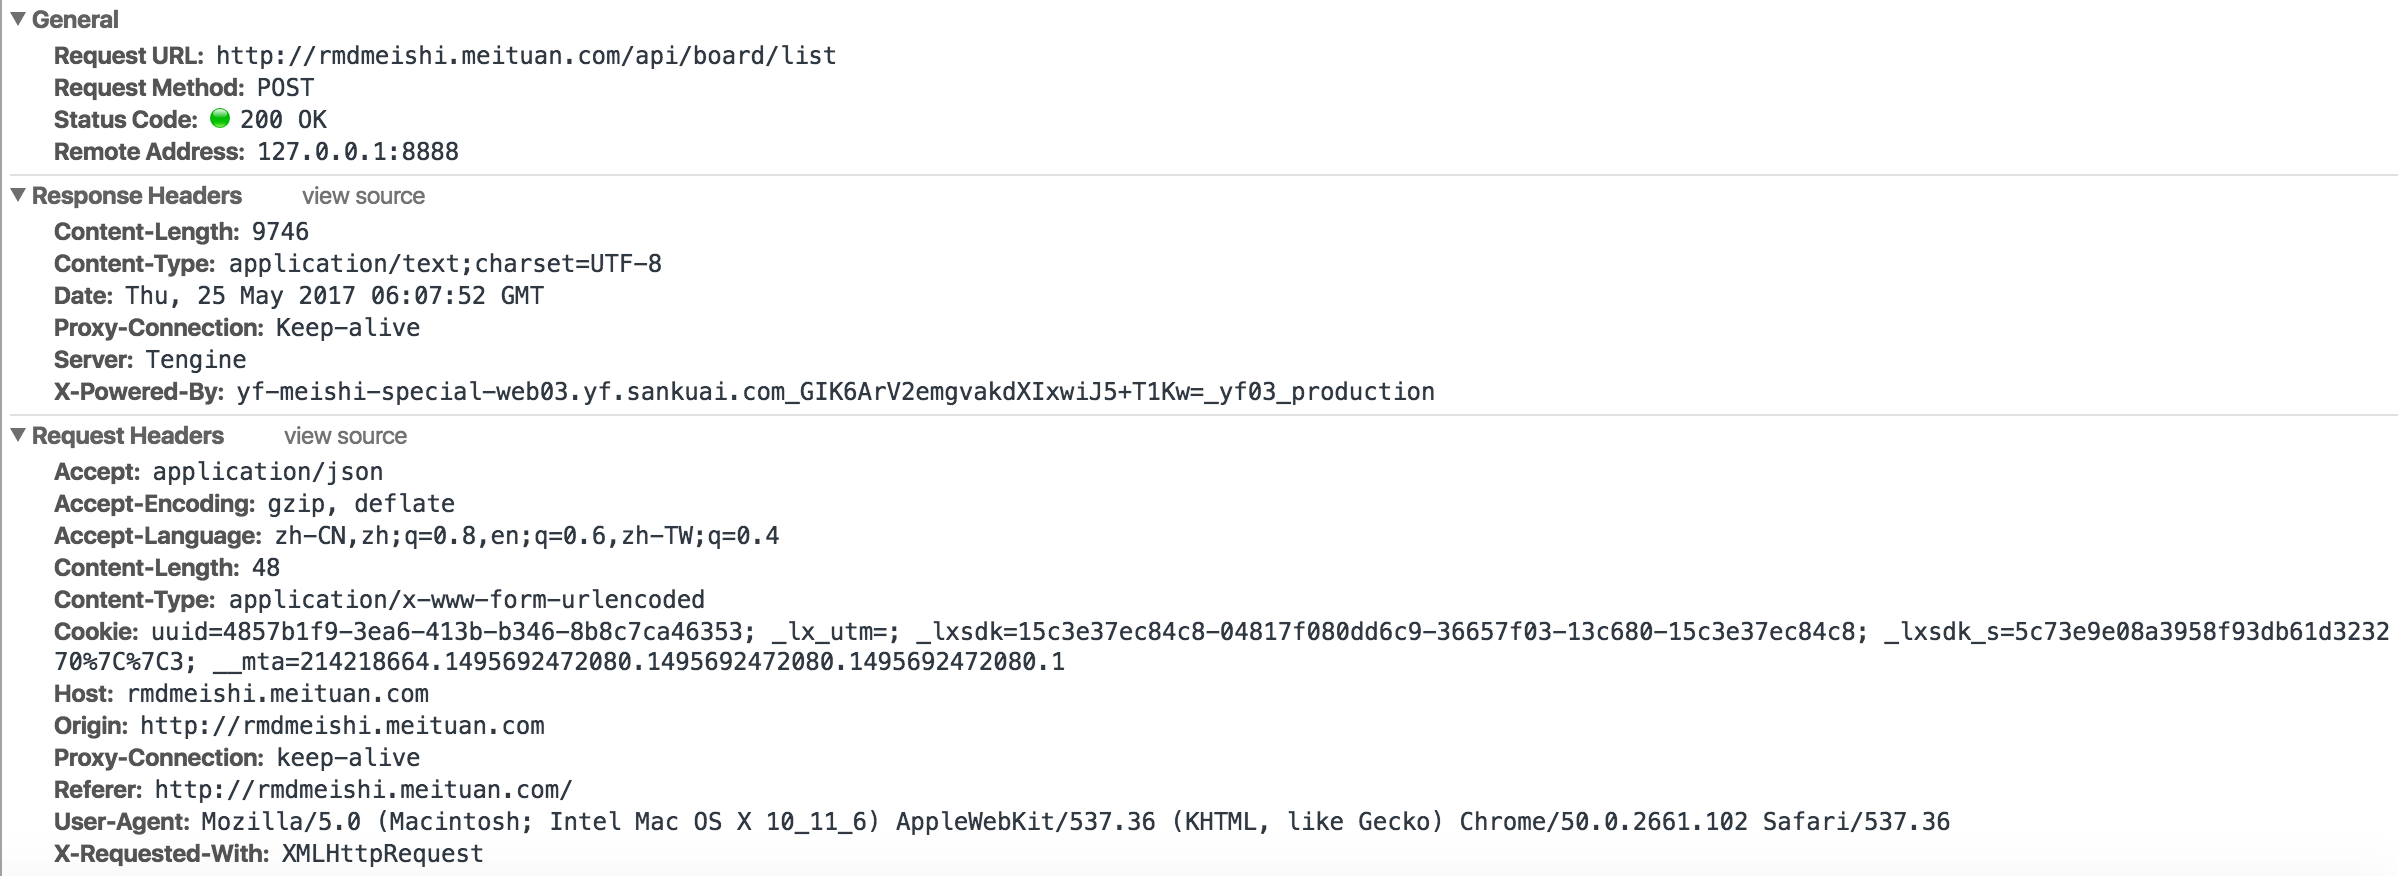 General
Request URL: http://rmdmeishi.meituan.com/api/board/list
Request Method: POST
Status Code: 200 OK
Remote Address: 127.0.0.1:8888
Response Headers view source
Content-Length: 9746
Content-Type: application/text;charset=UTF-8
Date: Thu, 25 May 2017 06:07:52 GMT
Proxy-Connection: Keep-alive
Server: Tengine
X-Powered-By: yf-meishi-special-web03.yf.sankuai.com_GIK6ArV2emgvakdXIxwiJ5+T1Kw=_yf03_production
Request Headers view source
Accept: application/json
Accept-Encoding: gzip, deflate
Accept-Language: zh-CN,zh;q=0.8,en;q=0.6,zh-TW;q=0.4
Content-Length: 48
Content-Type: application/x-www-form-urlencoded
Cookie: uuid=4857b1f9-3ea6-413b-b346-8b8c7ca46353; _lx_utm=; _lxsdk=15c3e37ec84c8-04817f080dd6c9-36657f03-13c680-15c3e37ec84c8; _lxsdk_s=5c73e9e08a3958f93db61d3232
70%7C%7C3; __mta=214218664.1495692472080.1495692472080.1495692472080.1
Host: rmdmeishi.meituan.com
Origin: http://rmdmeishi.meituan.com
Proxy-Connection: keep-alive
Referer: http://rmdmeishi.meituan.com/
User-Agent: Mozilla/5.0 (Macintosh; Intel Mac OS X 10_11_6) AppleWebKit/537.36 (KHTML, like Gecko) Chrome/50.0.2661.102 Safari/537.36
X-Requested-With: XMLHttpRequest